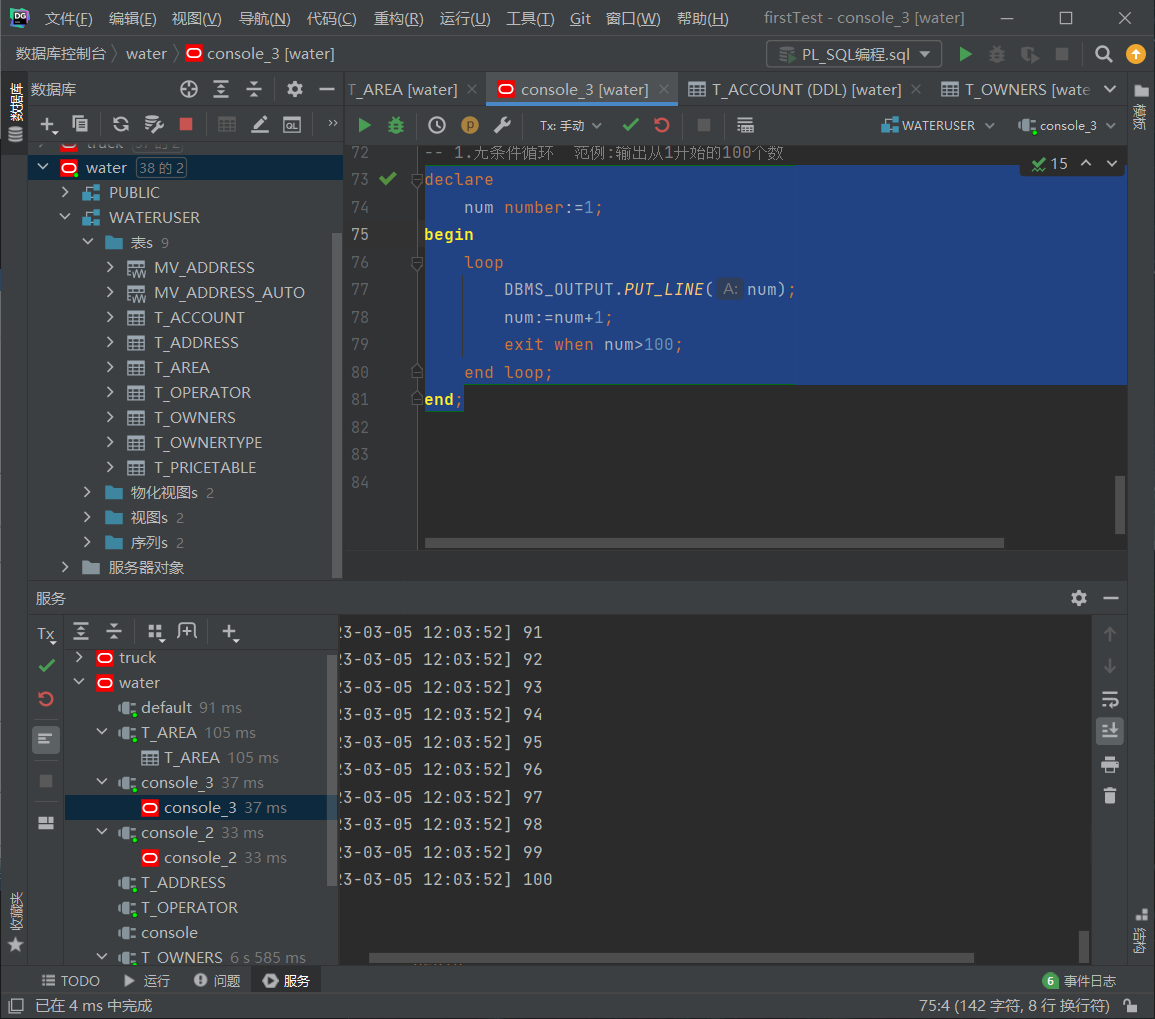 DG 文件(F) 编辑(E) 视图(V) 导航(N) 代码(C) 重构(R) 运行(U) 工具(T) Git 窗口(W) 帮助(H) firstTest - console_3 [water]
数据库控制台 water console_3 [water] PL_SQL编程.sql
数据库
T_AREA [water] console_3 [water] T_ACCOUNT (DDL) [water] T_OWNERS [wate
QL Tx: 手动 WATERUSER console_3
water 38 的 2
PUBLIC
WATERUSER
表s 9
MV_ADDRESS
MV_ADDRESS_AUTO
T_ACCOUNT
T_ADDRESS
T_AREA
T_OPERATOR
T_OWNERS
T_OWNERTYPE
T_PRICETABLE
物化视图s 2
视图s 2
序列s 2
服务器对象
72 -- 1.无条件循环 范例:输出从1开始的100个数
15
73 declare
74 num number:=1;
75 begin
76 loop
77 DBMS_OUTPUT.PUT_LINE( A: num);
78 num:=num+1;
79 exit when num>100;
80 end loop;
81 end;
82
83
84
数据库
收藏夹
结构
服务
Tx
truck
water
default 91 ms
T_AREA 105 ms
T_AREA 105 ms
console_3 37 ms
console_3 37 ms
console_2 33 ms
console_2 33 ms
T_ADDRESS
T_OPERATOR
console
T_OWNERS 6 s 585 ms
23-03-05 12:03:52] 91
23-03-05 12:03:52] 92
23-03-05 12:03:52] 93
23-03-05 12:03:52] 94
23-03-05 12:03:52] 95
23-03-05 12:03:52] 96
23-03-05 12:03:52] 97
23-03-05 12:03:52] 98
23-03-05 12:03:52] 99
23-03-05 12:03:52] 100
TODO 运行 问题 服务 6 事件日志
已在 4 ms 中完成 75:4 (142 字符, 8 行 换行符)